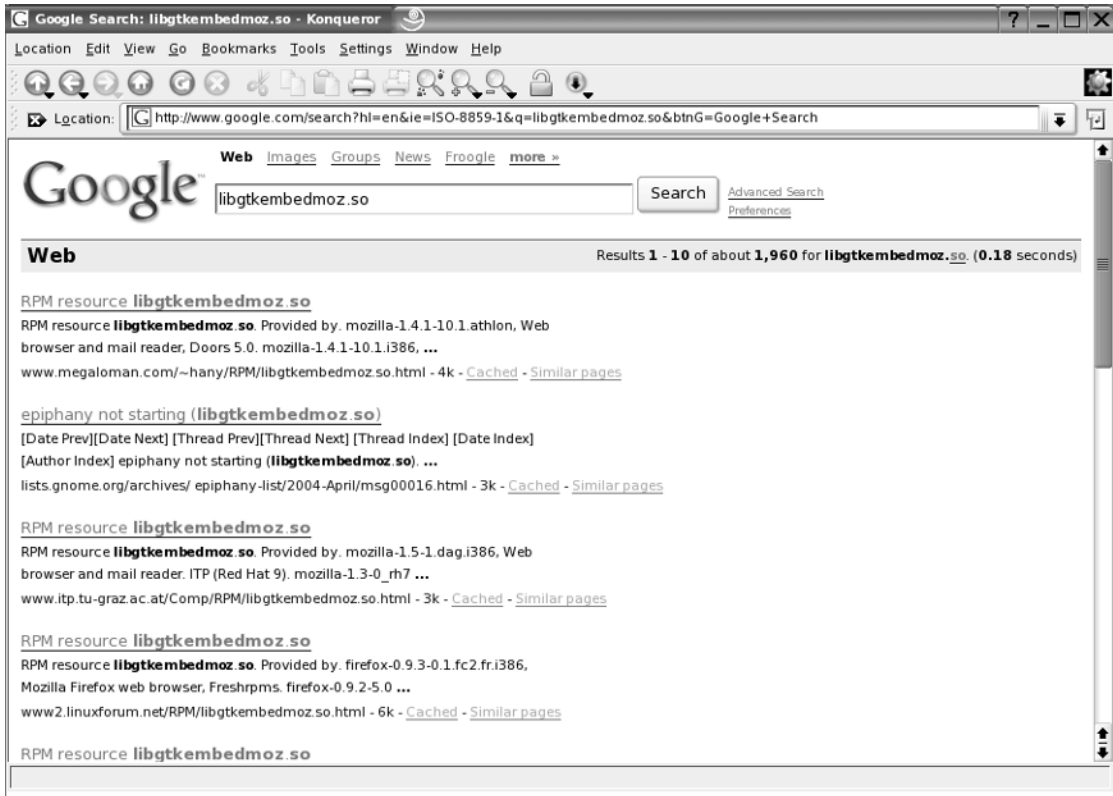 Google Search: libgtkembedmoz.so - Konqueror
Location Edit View Go Bookmarks Tools Settings Window Help
Location: http://www.google.com/search?hl=en&ie=ISO-8859-1&q=libgtkembedmoz.so&btnG=Google+Search
Web Images Groups News Froogle more »
Google™
libgtkembedmoz.so Search
Advanced Search
Preferences
Web Results 1 - 10 of about 1,960 for libgtkembedmoz.so. (0.18 seconds)
RPM resource libgtkembedmoz.so
RPM resource libgtkembedmoz.so. Provided by. mozilla-1.4.1-10.1.athlon, Web
browser and mail reader, Doors 5.0. mozilla-1.4.1-10.1.i386, ...
www.megaloman.com/~hany/RPM/libgtkembedmoz.so.html - 4k - Cached - Similar pages
epiphany not starting (libgtkembedmoz.so)
[Date Prev][Date Next] [Thread Prev][Thread Next] [Thread Index] [Date Index]
[Author Index] epiphany not starting (libgtkembedmoz.so). ...
lists.gnome.org/archives/ epiphany-list/2004-April/msg00016.html - 3k - Cached - Similar pages
RPM resource libgtkembedmoz.so
RPM resource libgtkembedmoz.so. Provided by. mozilla-1.5-1.dag.i386, Web
browser and mail reader. ITP (Red Hat 9). mozilla-1.3-0_rh7 ...
www.itp.tu-graz.ac.at/Comp/RPM/libgtkembedmoz.so.html - 3k - Cached - Similar pages
RPM resource libgtkembedmoz.so
RPM resource libgtkembedmoz.so. Provided by. firefox-0.9.3-0.1.fc2.fr.i386,
Mozilla Firefox web browser, Freshrpms. firefox-0.9.2-5.0 ...
www2.linuxforum.net/RPM/libgtkembedmoz.so.html - 6k - Cached - Similar pages
RPM resource libgtkembedmoz.so